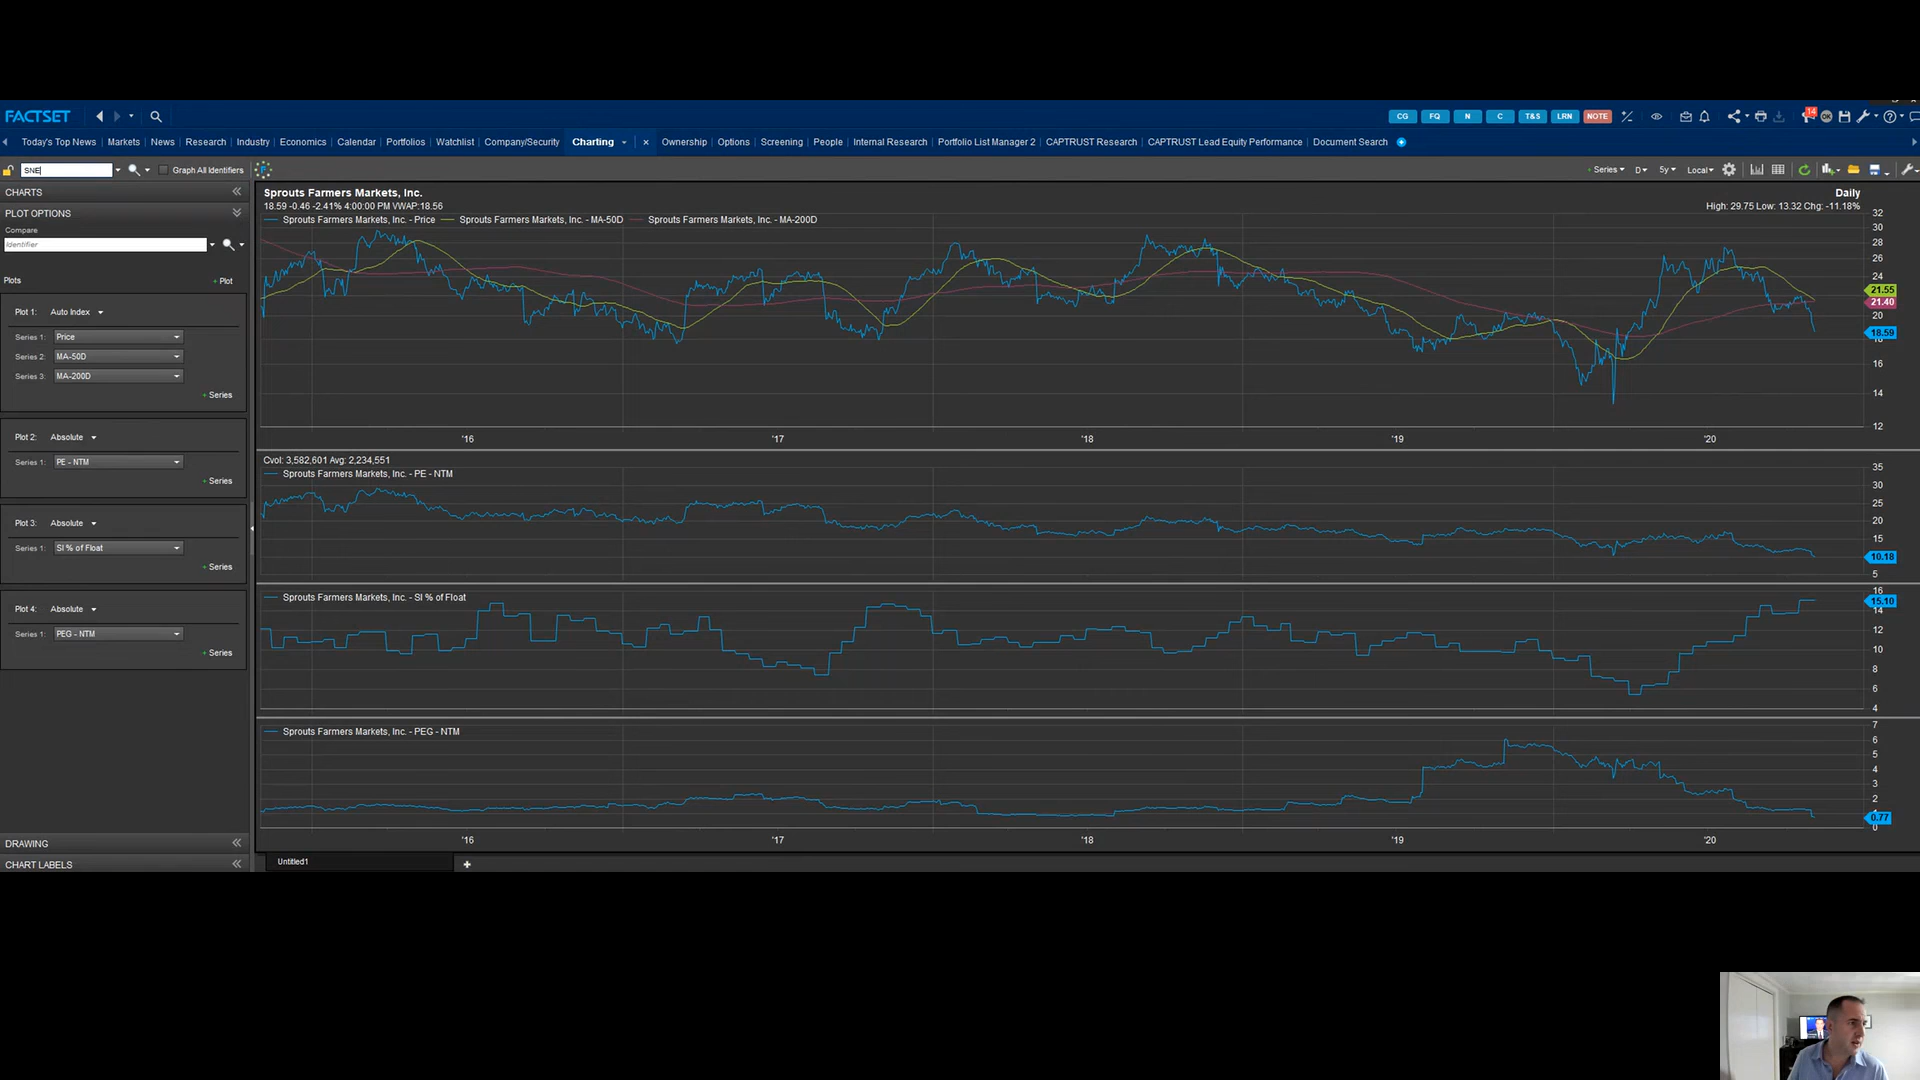 FACTSET
CG FQ N C T&S LRN NOTE 14 OK
Today's Top News Markets News Research Industry Economics Calendar Portfolios Watchlist Company/Security Charting Ownership Options Screening People Internal Research Portfolio List Manager 2 CAPTRUST Research CAPTRUST Lead Equity Performance Document Search
SNE Graph All Identifiers + Series D 5y Local
CHARTS
PLOT OPTIONS
Compare
Identifier
Plots + Plot
Plot 1: Auto Index
Series 1: Price
Series 2: MA-50D
Series 3: MA-200D
+ Series
Plot 2: Absolute
Series 1: PE - NTM
+ Series
Plot 3: Absolute
Series 1: SI % of Float
+ Series
Plot 4: Absolute
Series 1: PEG - NTM
+ Series
DRAWING
CHART LABELS
Sprouts Farmers Markets, Inc. Daily
18.59 -0.46 -2.41% 4:00:00 PM VWAP:18.56 High: 29.75 Low: 13.32 Chg: -11.18%
Sprouts Farmers Markets, Inc. - Price Sprouts Farmers Markets, Inc. - MA-50D Sprouts Farmers Markets, Inc. - MA-200D
32
30
28
26
24
21.55
21.40
20
18.59
18
16
14
12
'16 '17 '18 '19 '20
Cvol: 3,582,601 Avg: 2,234,551
Sprouts Farmers Markets, Inc. - PE - NTM
35
30
25
20
15
10.18
5
Sprouts Farmers Markets, Inc. - SI % of Float
16
15.10
14
12
10
8
6
4
Sprouts Farmers Markets, Inc. - PEG - NTM
7
6
5
4
3
2
0.77
0
'16 '17 '18 '19 '20
Untitled1 +